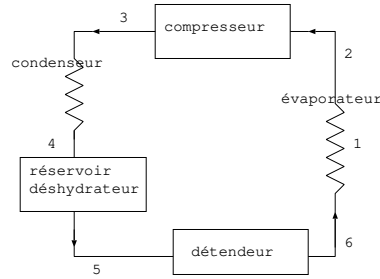 3
compresseur
2
condenseur
évaporateur
1
4
réservoir
déshydrateur
détendeur
6
5